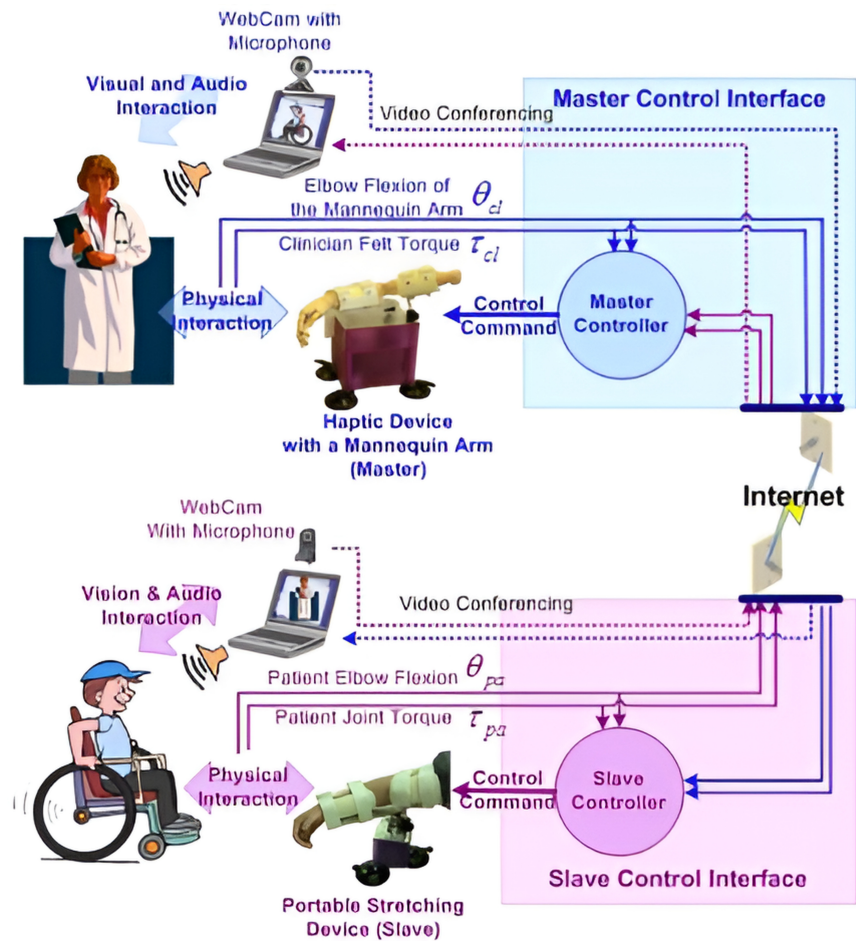 WebCam with
Microphone
Visual and Audio
Interaction
Video Conferencing
Master Control Interface
Elbow Flexion of
the Mannequin Arm θcl
Clinician Felt Torque τcl
Physical
Interaction
Control
Command
Master
Controller
Haptic Device
with a Mannequin Arm
(Master)
Internet
WebCam
With Microphone
Vision & Audio
Interaction
Video Conferencing
Patient Elbow Flexion θpa
Patient Joint Torque τpa
Physical
Interaction
Control
Command
Slave
Controller
Slave Control Interface
Portable Stretching
Device (Slave)